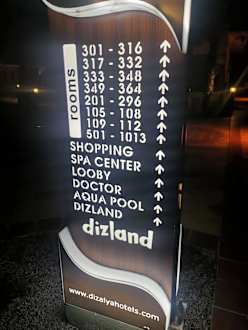 rooms
301 - 316
317 - 332
333 - 348
349 - 364
201 - 296
105 - 108
109 - 112
501 - 1013
SHOPPING
SPA CENTER
LOOBY
DOCTOR
AQUA POOL
DIZLAND
dizland
www.dizalyahotels.com